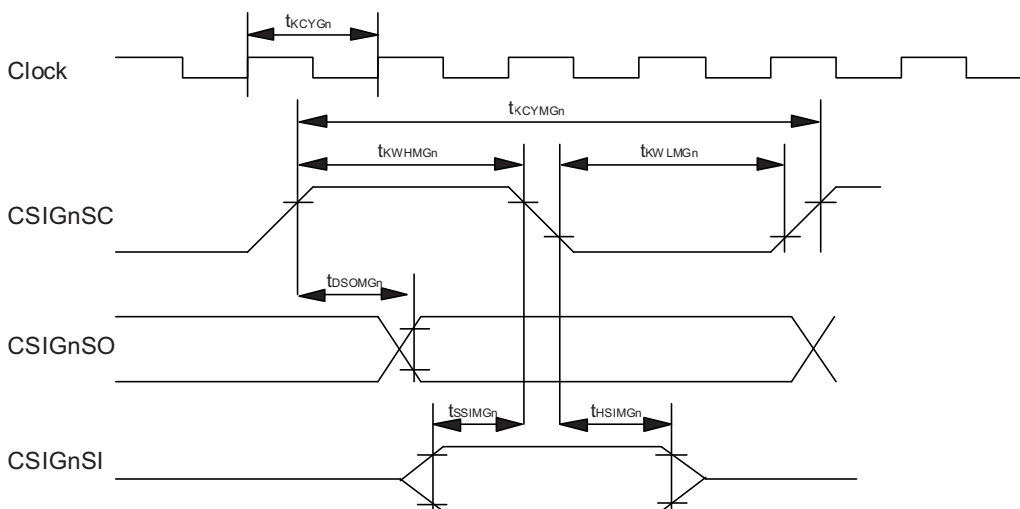 tKCYGn
Clock
tKCYMGn
tKWHMGn
tKWLMGn
CSIGnSC
tDSOMGn
CSIGnSO
tSSIMGn
tHSIMGn
CSIGnSI